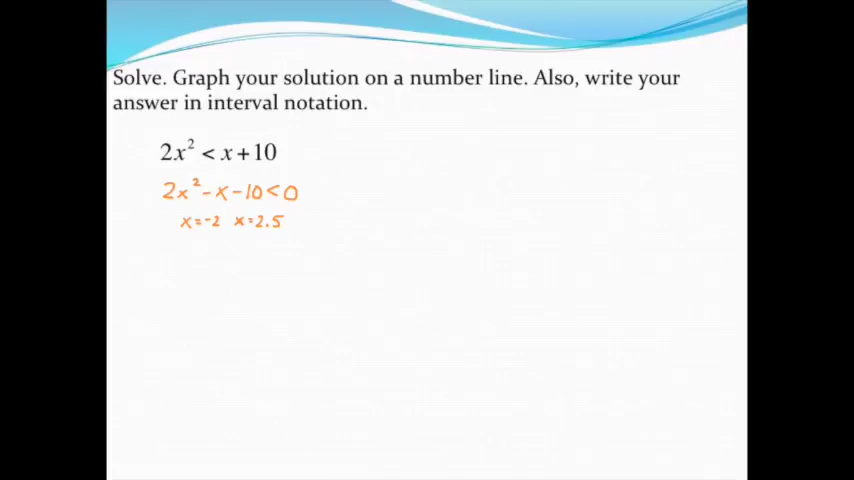 Solve. Graph your solution on a number line. Also, write your
answer in interval notation.
2x² < x + 10
2x² - x - 10 < 0
x = -2 x = 2.5